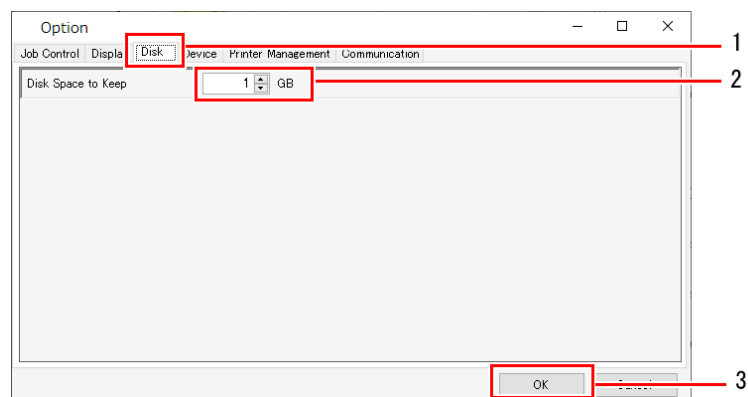 Option
1
Job Control Displa Disk Device Printer Management Communication
Disk Space to Keep 1 GB
2
OK
3